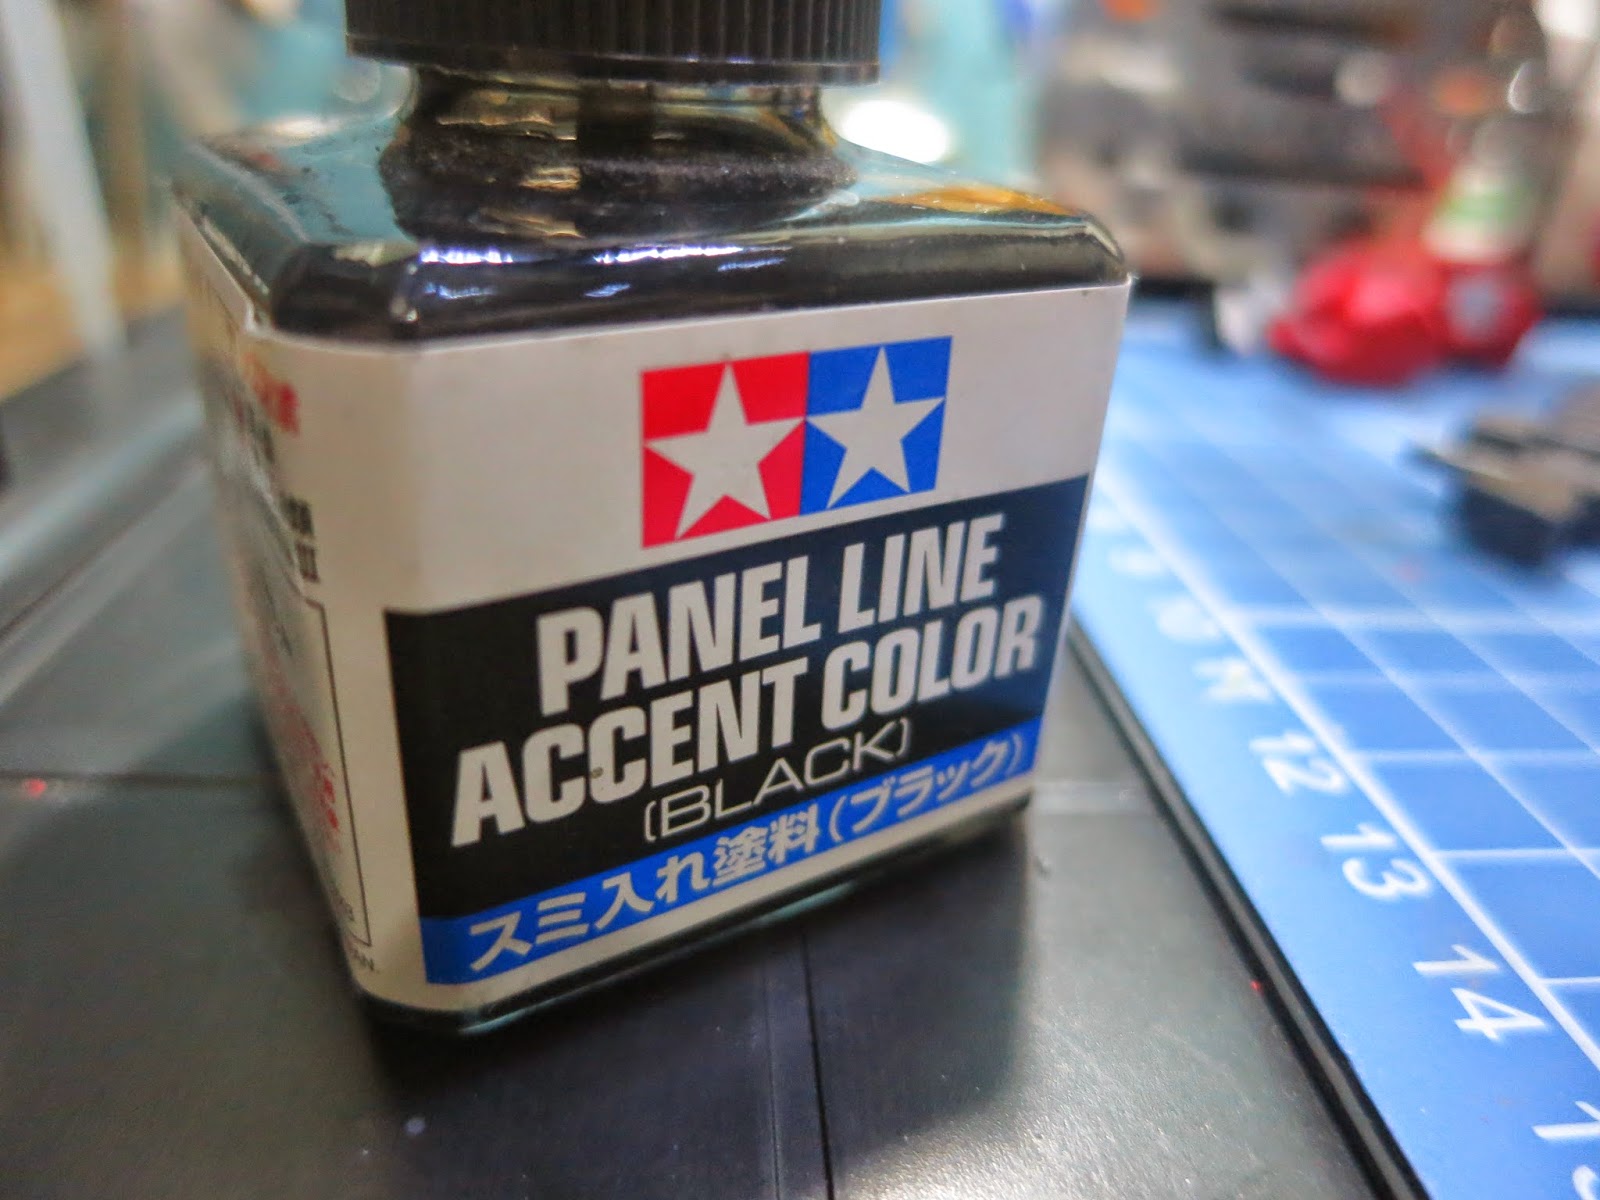 PANEL LINE
ACCENT COLOR
(BLACK)
スミ入れ塗料(ブラック)
12
13
14